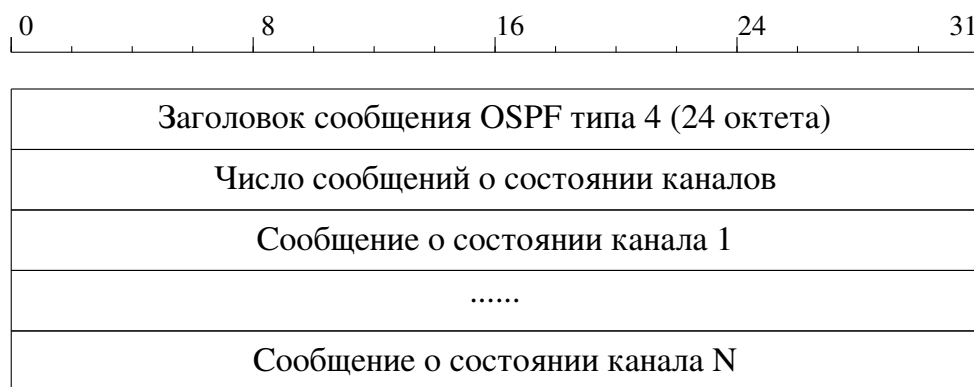 0 8 16 24 31
Заголовок сообщения OSPF типа 4 (24 октета)
Число сообщений о состоянии каналов
Сообщение о состоянии канала 1
......
Сообщение о состоянии канала N